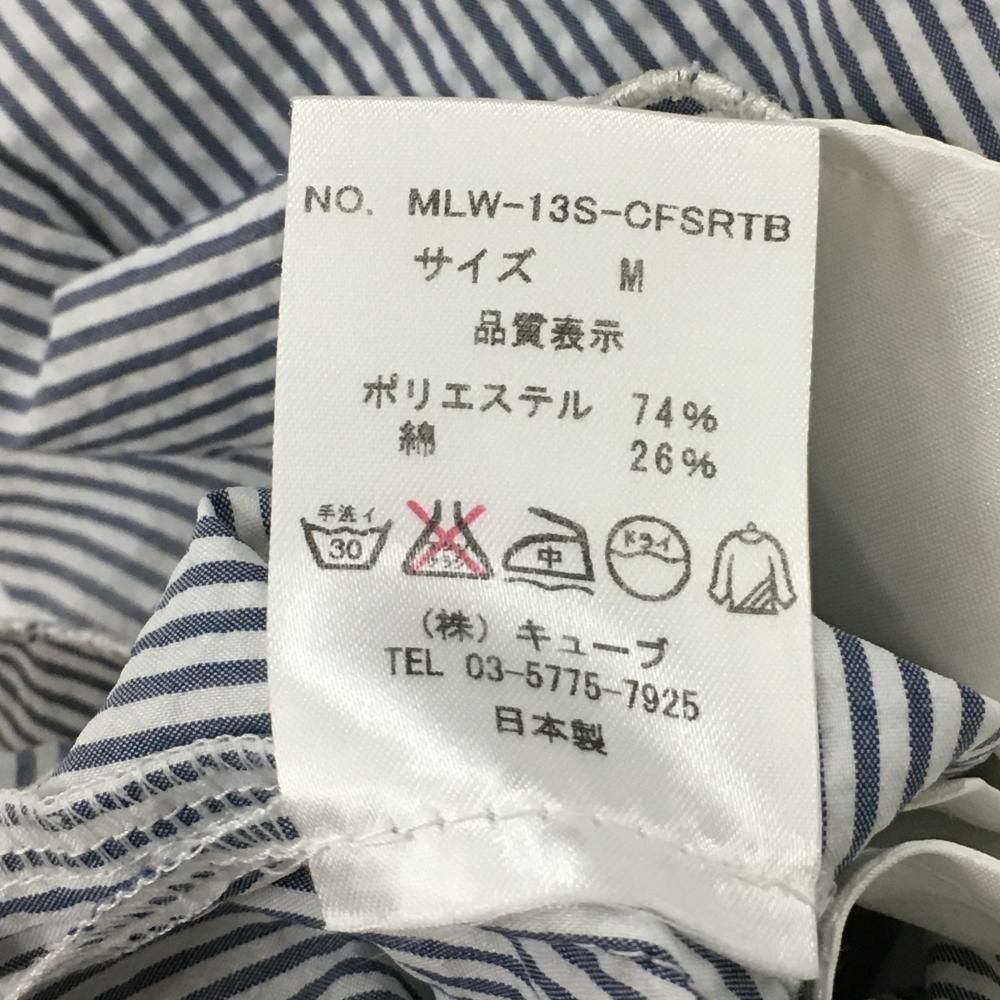 NO. MLW-13S-CFSRTB
サイズ M
品質表示
ポリエステル 74%
綿 26%
手洗イ 30 中 ドライ
(株) キューブ
TEL 03-5775-7925
日本製